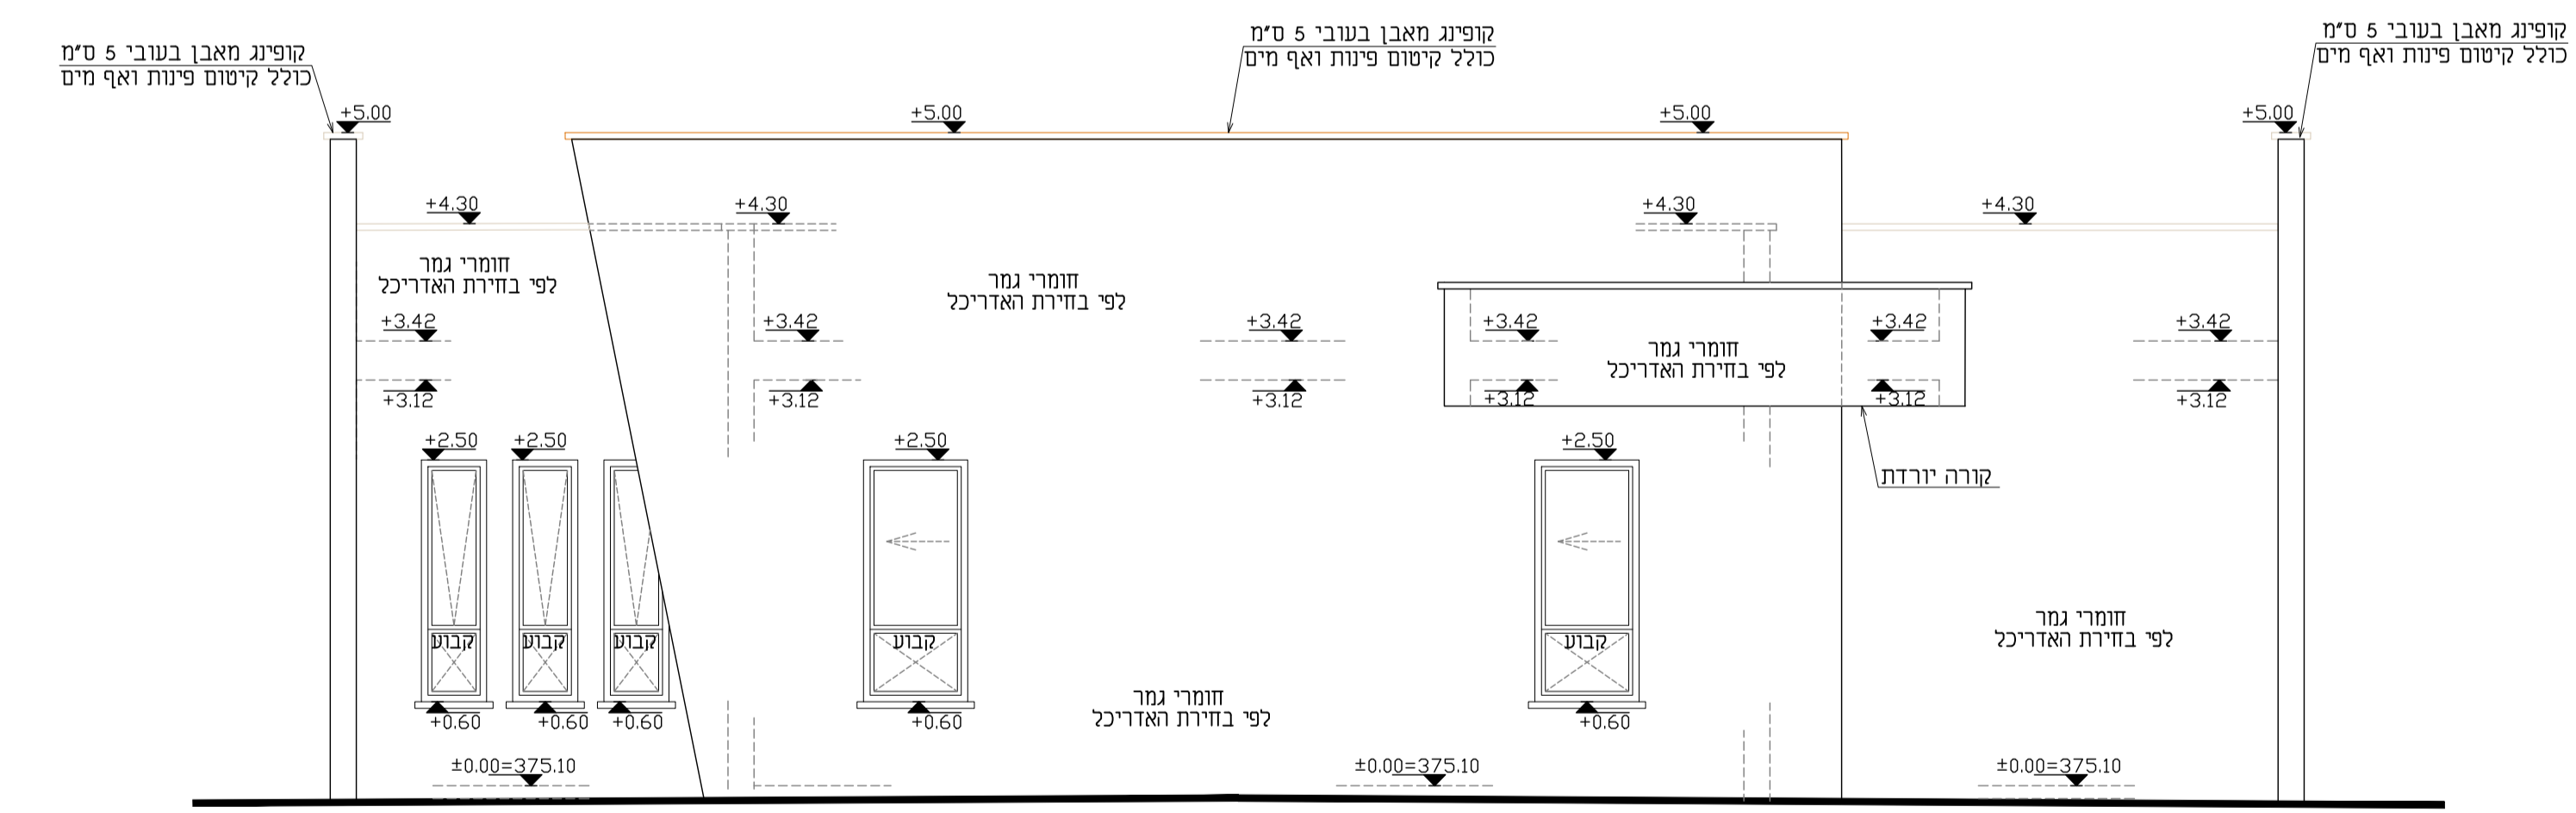 קופינג מאבן בעובי 5 ס"מ
כולל קיטום פינות ואף מים
קופינג מאבן בעובי 5 ס"מ
כולל קיטום פינות ואף מים
קופינג מאבן בעובי 5 ס"מ
כולל קיטום פינות ואף מים
+5.00
+5.00
+5.00
+5.00
+4.30
+4.30
+4.30
+4.30
חומרי גמר
לפי בחירת האדריכל
חומרי גמר
לפי בחירת האדריכל
+3.42
+3.42
+3.42
+3.42
+3.42
+3.42
חומרי גמר
לפי בחירת האדריכל
+3.12
+3.12
+3.12
+3.12
+3.12
+3.12
+2.50
+2.50
+2.50
+2.50
קורה יורדת
קבוע
קבוע
קבוע
קבוע
קבוע
חומרי גמר
לפי בחירת האדריכל
חומרי גמר
לפי בחירת האדריכל
+0.60
+0.60
+0.60
+0.60
+0.60
±0.00=375.10
±0.00=375.10
±0.00=375.10